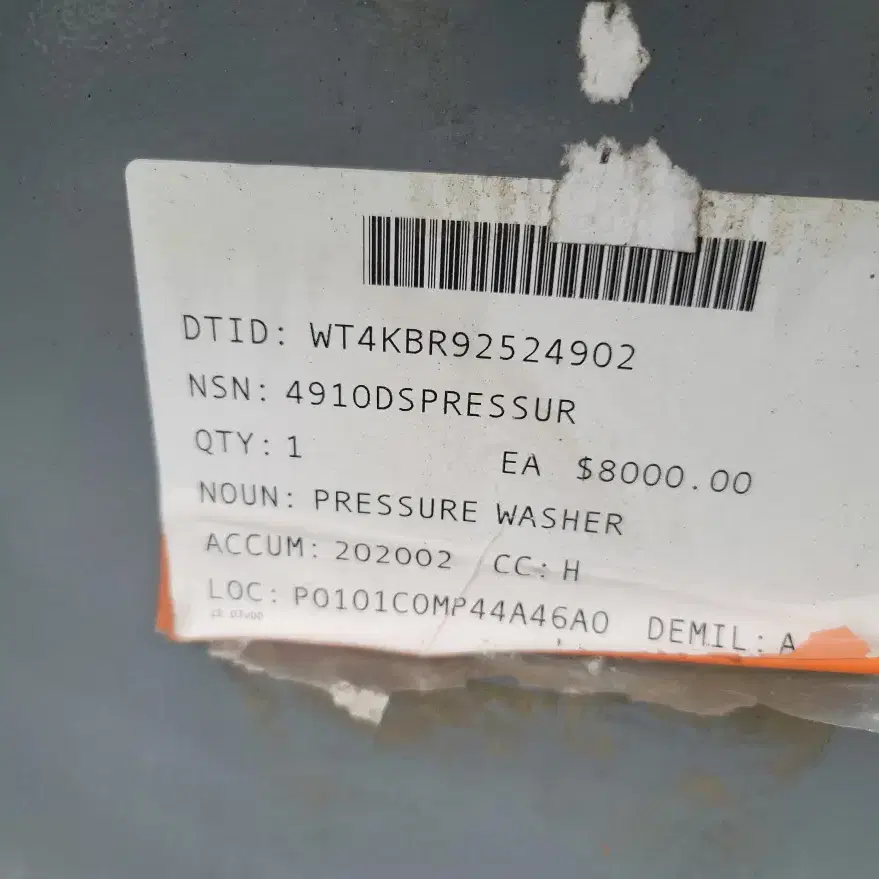 DTID: WT4KBR92524902
NSN: 4910DSPRESSUR
QTY: 1 EA $8000.00
NOUN: PRESSURE WASHER
ACCUM: 202002 CC: H
LOC: P0101COMP44A46A0 DEMIL: A